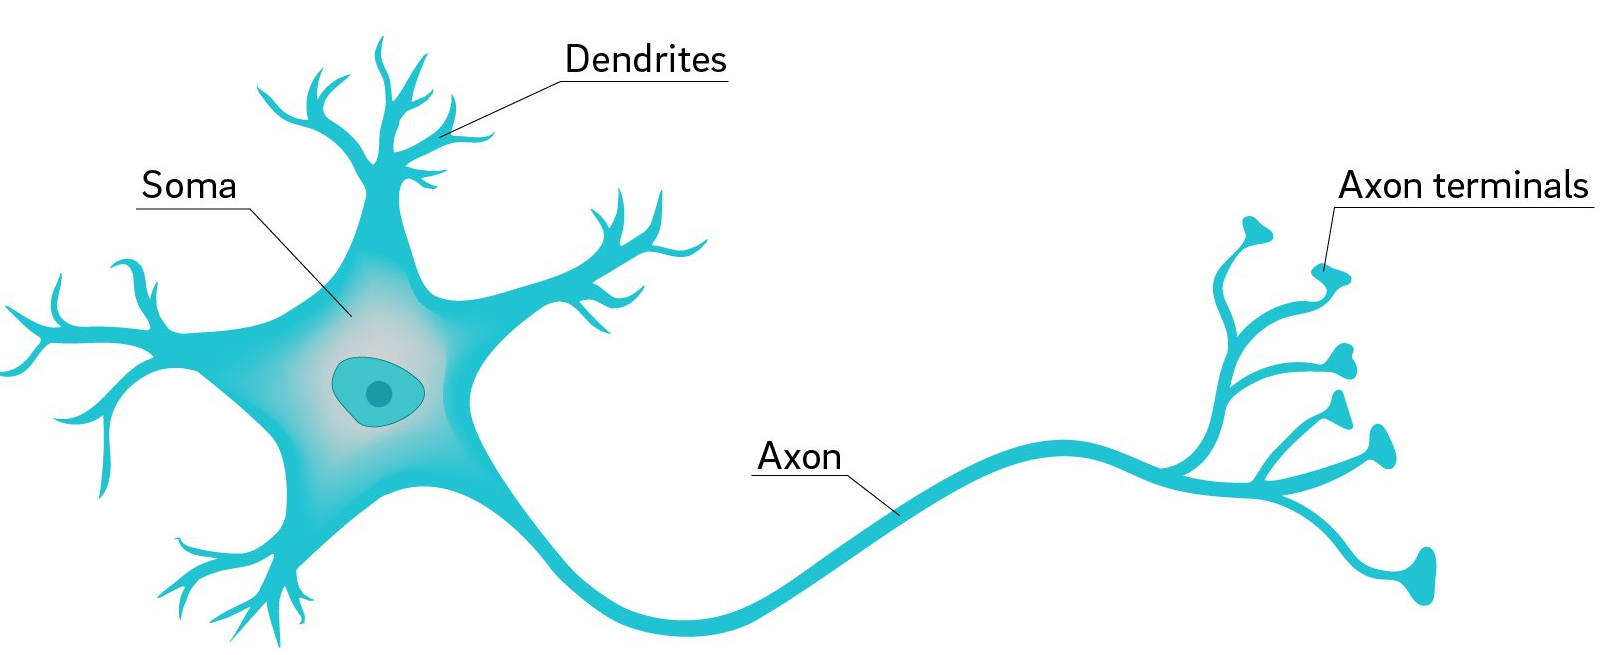 Dendrites
Soma
Axon terminals
Axon